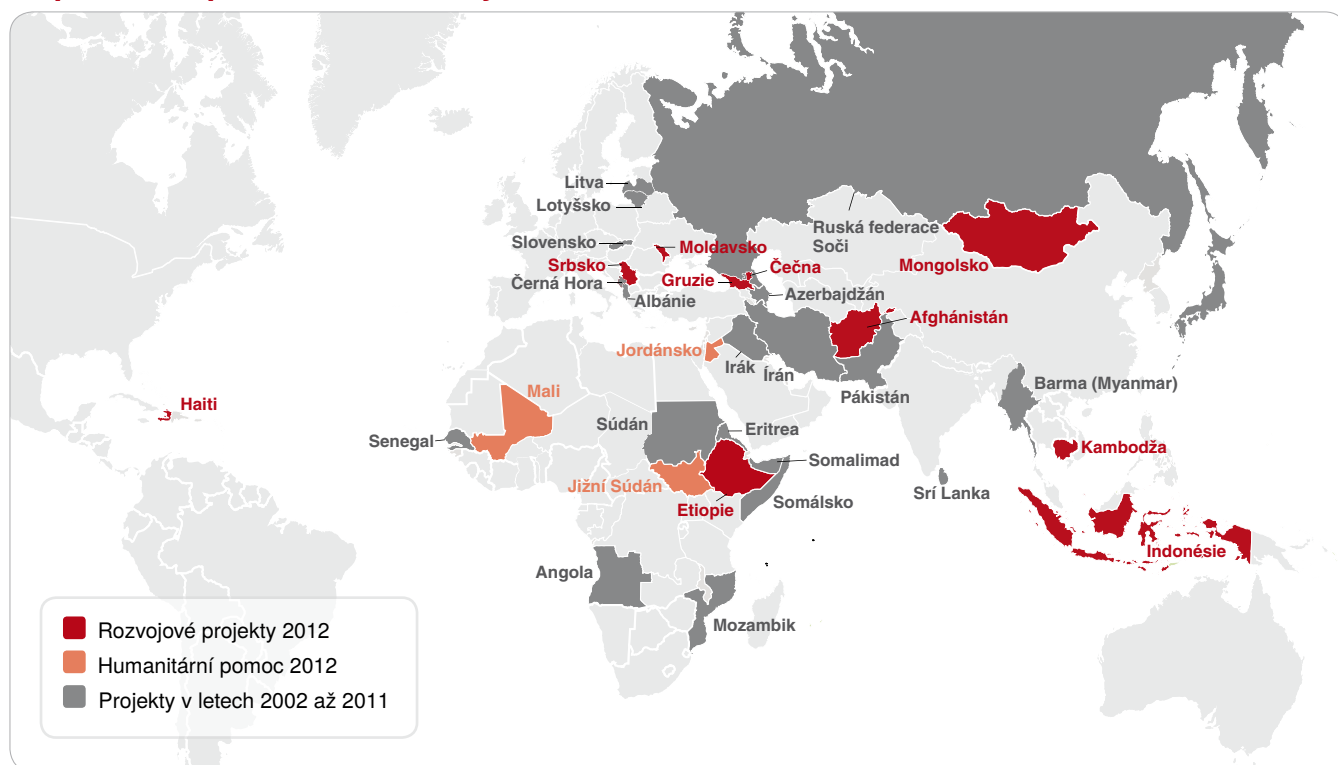 Litva
Lotyšsko
Slovensko
Moldavsko
Srbsko
Černá Hora
Albánie
Gruzie
Čečna
Azerbajdžán
Ruská federace
Soči
Mongolsko
Afghánistán
Jordánsko
Irák
Írán
Pákistán
Barma (Myanmar)
Haiti
Mali
Senegal
Súdán
Eritrea
Somalimad
Jižní Súdán
Etiopie
Somálsko
Srí Lanka
Kambodža
Indonésie
Angola
Mozambik
Rozvojové projekty 2012
Humanitární pomoc 2012
Projekty v letech 2002 až 2011